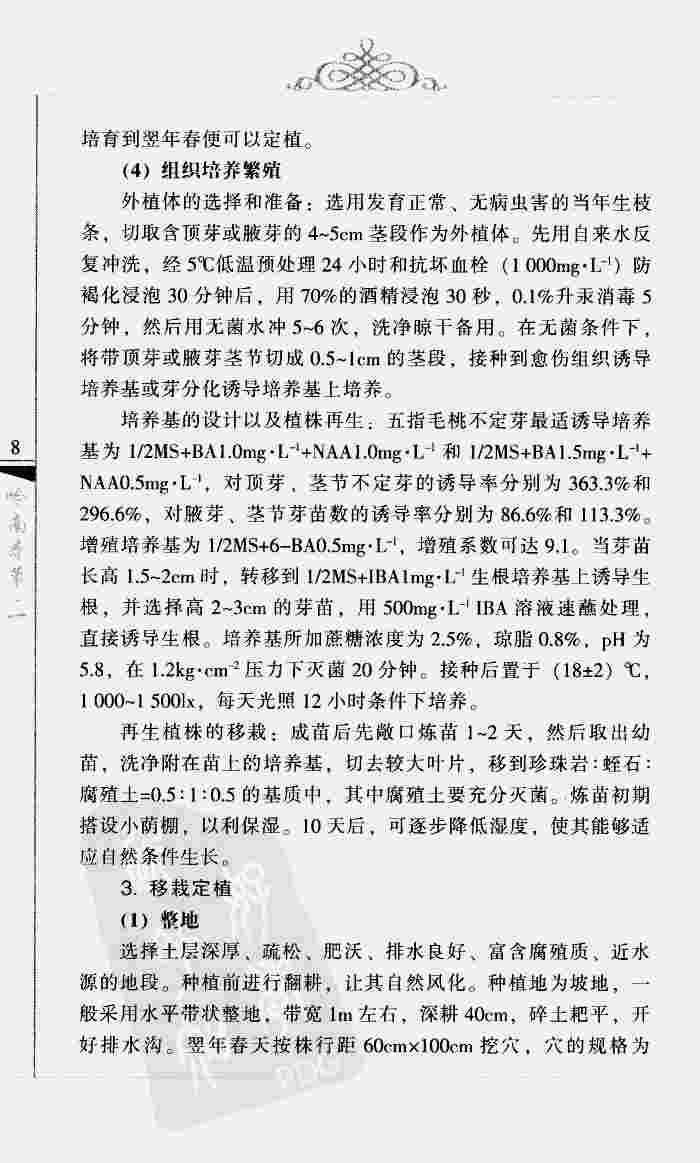 培育到翌年春便可以定植。
(4) 组织培养繁殖
外植体的选择和准备：选用发育正常、无病虫害的当年生枝
条，切取含顶芽或腋芽的 4~5cm 茎段作为外植体。先用自来水反
复冲洗，经 5℃低温预处理 24 小时和抗坏血栓（1 000mg·L⁻¹）防
褐化浸泡 30 分钟后，用 70%的酒精浸泡 30 秒，0.1%升汞消毒 5
分钟，然后用无菌水冲 5~6 次，洗净晾干备用。在无菌条件下，
将带顶芽或腋芽茎节切成 0.5~1cm 的茎段，接种到愈伤组织诱导
培养基或芽分化诱导培养基上培养。
培养基的设计以及植株再生：五指毛桃不定芽最适诱导培养
基为 1/2MS+BA1.0mg·L⁻¹+NAA1.0mg·L⁻¹ 和 1/2MS+BA1.5mg·L⁻¹+
NAA0.5mg·L⁻¹，对顶芽、茎节不定芽的诱导率分别为 363.3%和
296.6%，对腋芽、茎节芽苗数的诱导率分别为 86.6%和 113.3%。
增殖培养基为 1/2MS+6-BA0.5mg·L⁻¹，增殖系数可达 9.1。当芽苗
长高 1.5~2cm 时，转移到 1/2MS+IBA1mg·L⁻¹ 生根培养基上诱导生
根，并选择高 2~3cm 的芽苗，用 500mg·L⁻¹ IBA 溶液速蘸处理，
直接诱导生根。培养基所加蔗糖浓度为 2.5%，琼脂 0.8%，pH 为
5.8，在 1.2kg·cm⁻² 压力下灭菌 20 分钟。接种后置于（18±2）℃，
1 000~1 500lx，每天光照 12 小时条件下培养。
再生植株的移栽：成苗后先敞口炼苗 1~2 天，然后取出幼
苗，洗净附在苗上的培养基，切去较大叶片，移到珍珠岩∶蛭石∶
腐殖土=0.5∶1∶0.5 的基质中，其中腐殖土要充分灭菌。炼苗初期
搭设小荫棚，以利保湿。10 天后，可逐步降低湿度，使其能够适
应自然条件生长。
3. 移栽定植
(1) 整地
选择土层深厚、疏松、肥沃、排水良好、富含腐殖质、近水
源的地段。种植前进行翻耕，让其自然风化。种植地为坡地，一
般采用水平带状整地，带宽 1m 左右，深耕 40cm，碎土耙平，开
好排水沟。翌年春天按株行距 60cm×100cm 挖穴，穴的规格为
8